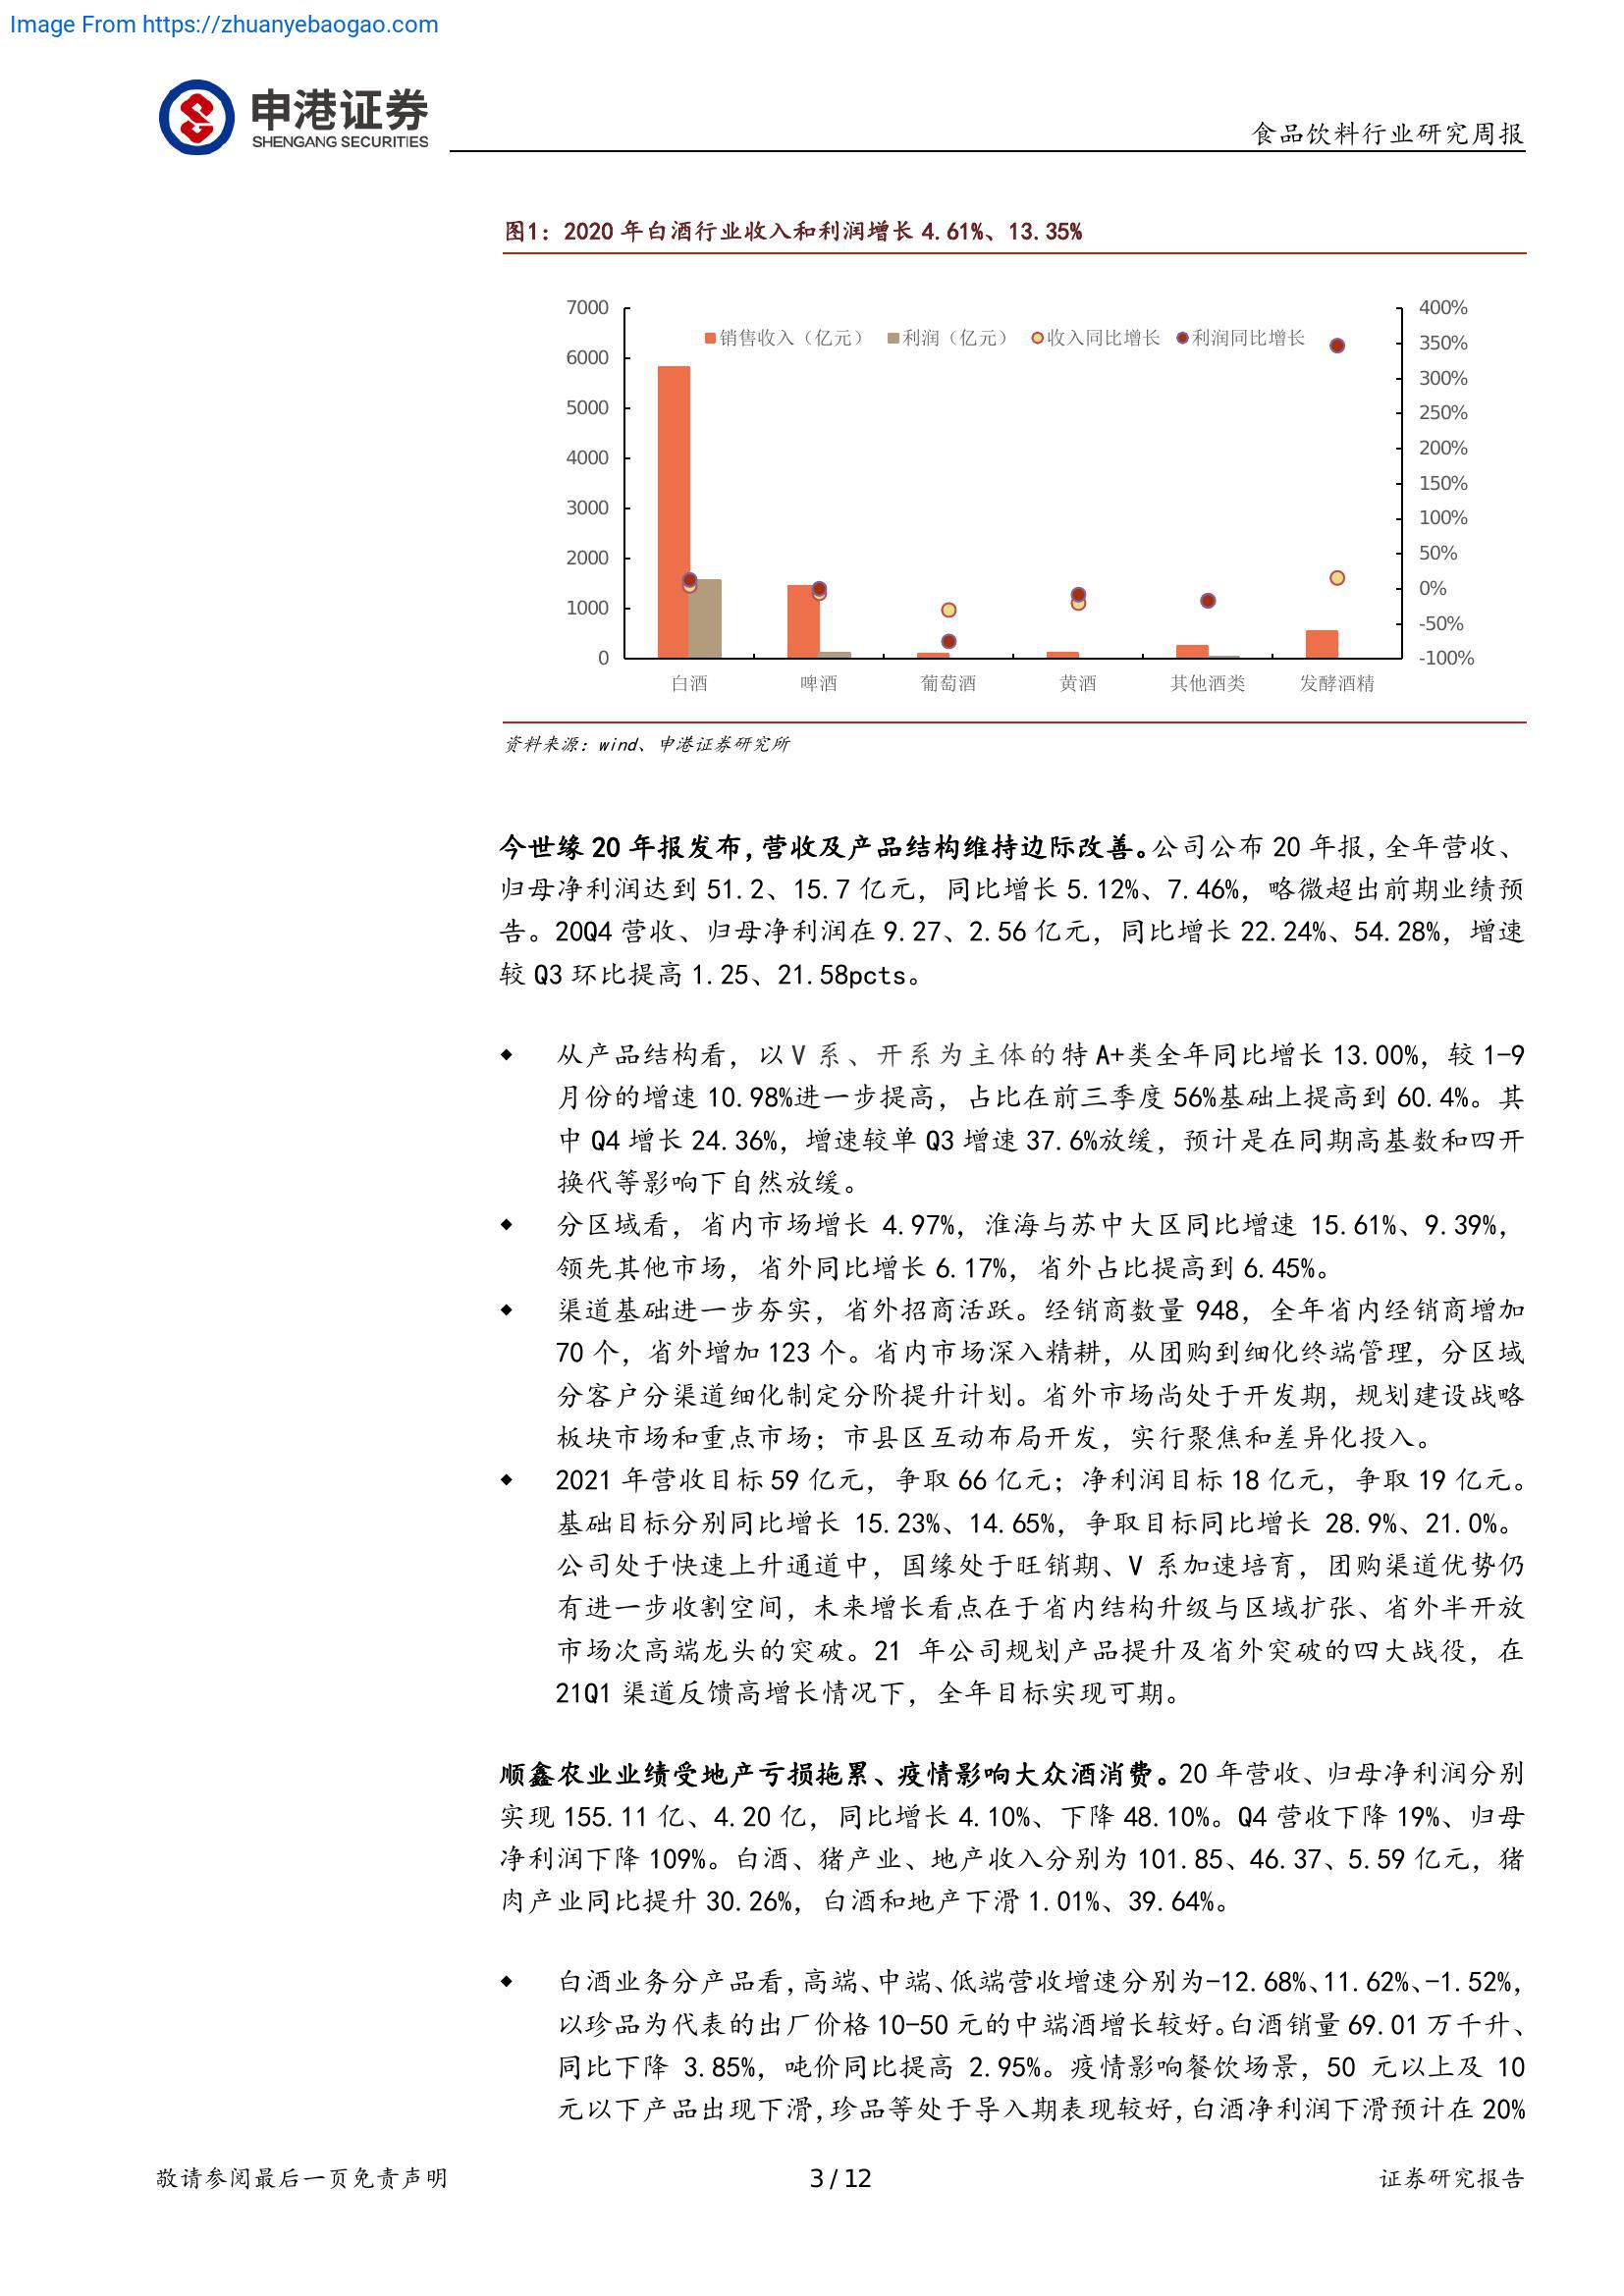 Image From https://zhuanyebaogao.com
申港证券
SHENGANG SECURITIES
食品饮料行业研究周报
图1：2020 年白酒行业收入和利润增长 4.61%、13.35%
7000
6000
5000
4000
3000
2000
1000
0
销售收入（亿元） 利润（亿元） 收入同比增长 利润同比增长
400%
350%
300%
250%
200%
150%
100%
50%
0%
-50%
-100%
白酒 啤酒 葡萄酒 黄酒 其他酒类 发酵酒精
资料来源：wind、申港证券研究所
今世缘 20 年报发布，营收及产品结构维持边际改善。公司公布 20 年报，全年营收、
归母净利润达到 51.2、15.7 亿元，同比增长 5.12%、7.46%，略微超出前期业绩预
告。20Q4 营收、归母净利润在 9.27、2.56 亿元，同比增长 22.24%、54.28%，增速
较 Q3 环比提高 1.25、21.58pcts。
◆ 从产品结构看，以 V 系、开系为主体的特 A+类全年同比增长 13.00%，较 1-9
月份的增速 10.98%进一步提高，占比在前三季度 56%基础上提高到 60.4%。其
中 Q4 增长 24.36%，增速较单 Q3 增速 37.6%放缓，预计是在同期高基数和四开
换代等影响下自然放缓。
◆ 分区域看，省内市场增长 4.97%，淮海与苏中大区同比增速 15.61%、9.39%，
领先其他市场，省外同比增长 6.17%，省外占比提高到 6.45%。
◆ 渠道基础进一步夯实，省外招商活跃。经销商数量 948，全年省内经销商增加
70 个，省外增加 123 个。省内市场深入精耕，从团购到细化终端管理，分区域
分客户分渠道细化制定分阶提升计划。省外市场尚处于开发期，规划建设战略
板块市场和重点市场；市县区互动布局开发，实行聚焦和差异化投入。
◆ 2021 年营收目标 59 亿元，争取 66 亿元；净利润目标 18 亿元，争取 19 亿元。
基础目标分别同比增长 15.23%、14.65%，争取目标同比增长 28.9%、21.0%。
公司处于快速上升通道中，国缘处于旺销期、V 系加速培育，团购渠道优势仍
有进一步收割空间，未来增长看点在于省内结构升级与区域扩张、省外半开放
市场次高端龙头的突破。21 年公司规划产品提升及省外突破的四大战役，在
21Q1 渠道反馈高增长情况下，全年目标实现可期。
顺鑫农业业绩受地产亏损拖累、疫情影响大众酒消费。20 年营收、归母净利润分别
实现 155.11 亿、4.20 亿，同比增长 4.10%、下降 48.10%。Q4 营收下降 19%、归母
净利润下降 109%。白酒、猪产业、地产收入分别为 101.85、46.37、5.59 亿元，猪
肉产业同比提升 30.26%，白酒和地产下滑 1.01%、39.64%。
◆ 白酒业务分产品看，高端、中端、低端营收增速分别为-12.68%、11.62%、-1.52%，
以珍品为代表的出厂价格 10-50 元的中端酒增长较好。白酒销量 69.01 万千升、
同比下降 3.85%，吨价同比提高 2.95%。疫情影响餐饮场景，50 元以上及 10
元以下产品出现下滑，珍品等处于导入期表现较好，白酒净利润下滑预计在 20%
敬请参阅最后一页免责声明
3 / 12
证券研究报告